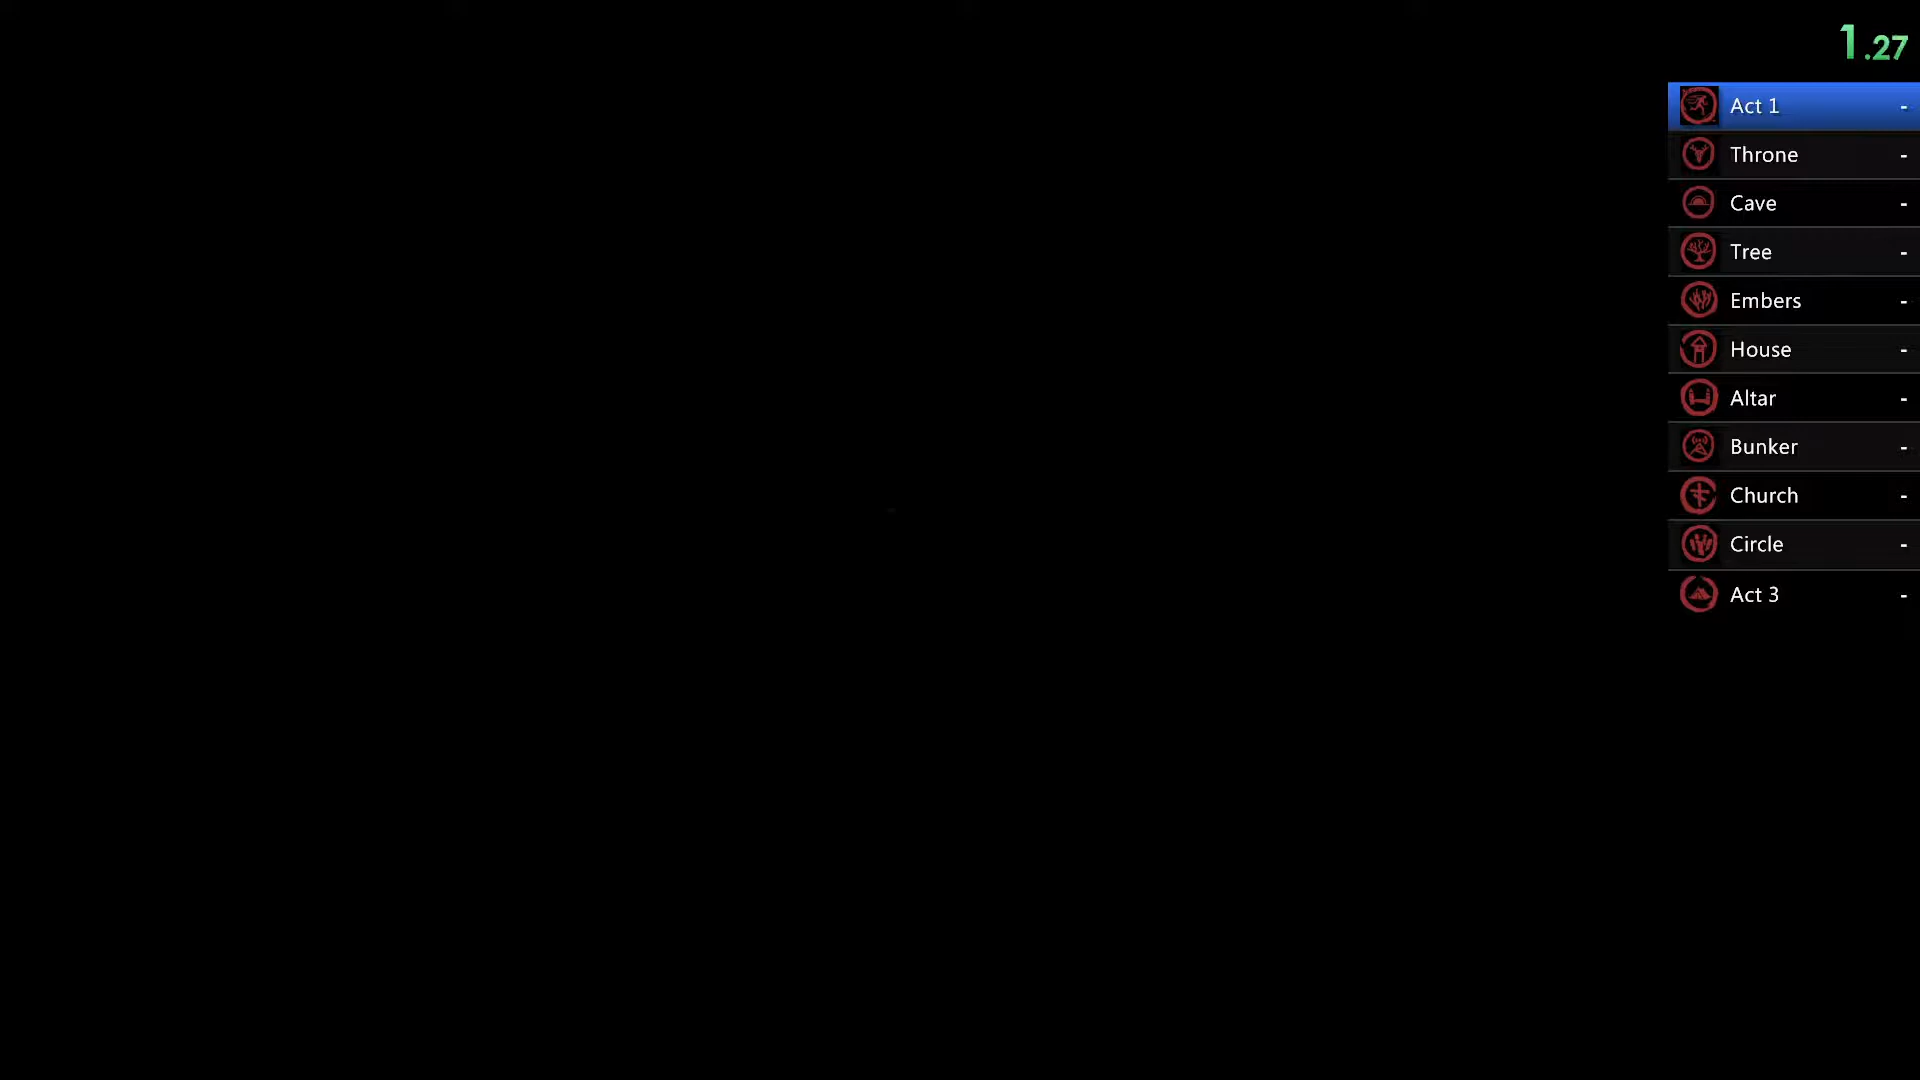 1.27
Act 1 -
Throne -
Cave -
Tree -
Embers -
House -
Altar -
Bunker -
Church -
Circle -
Act 3 -